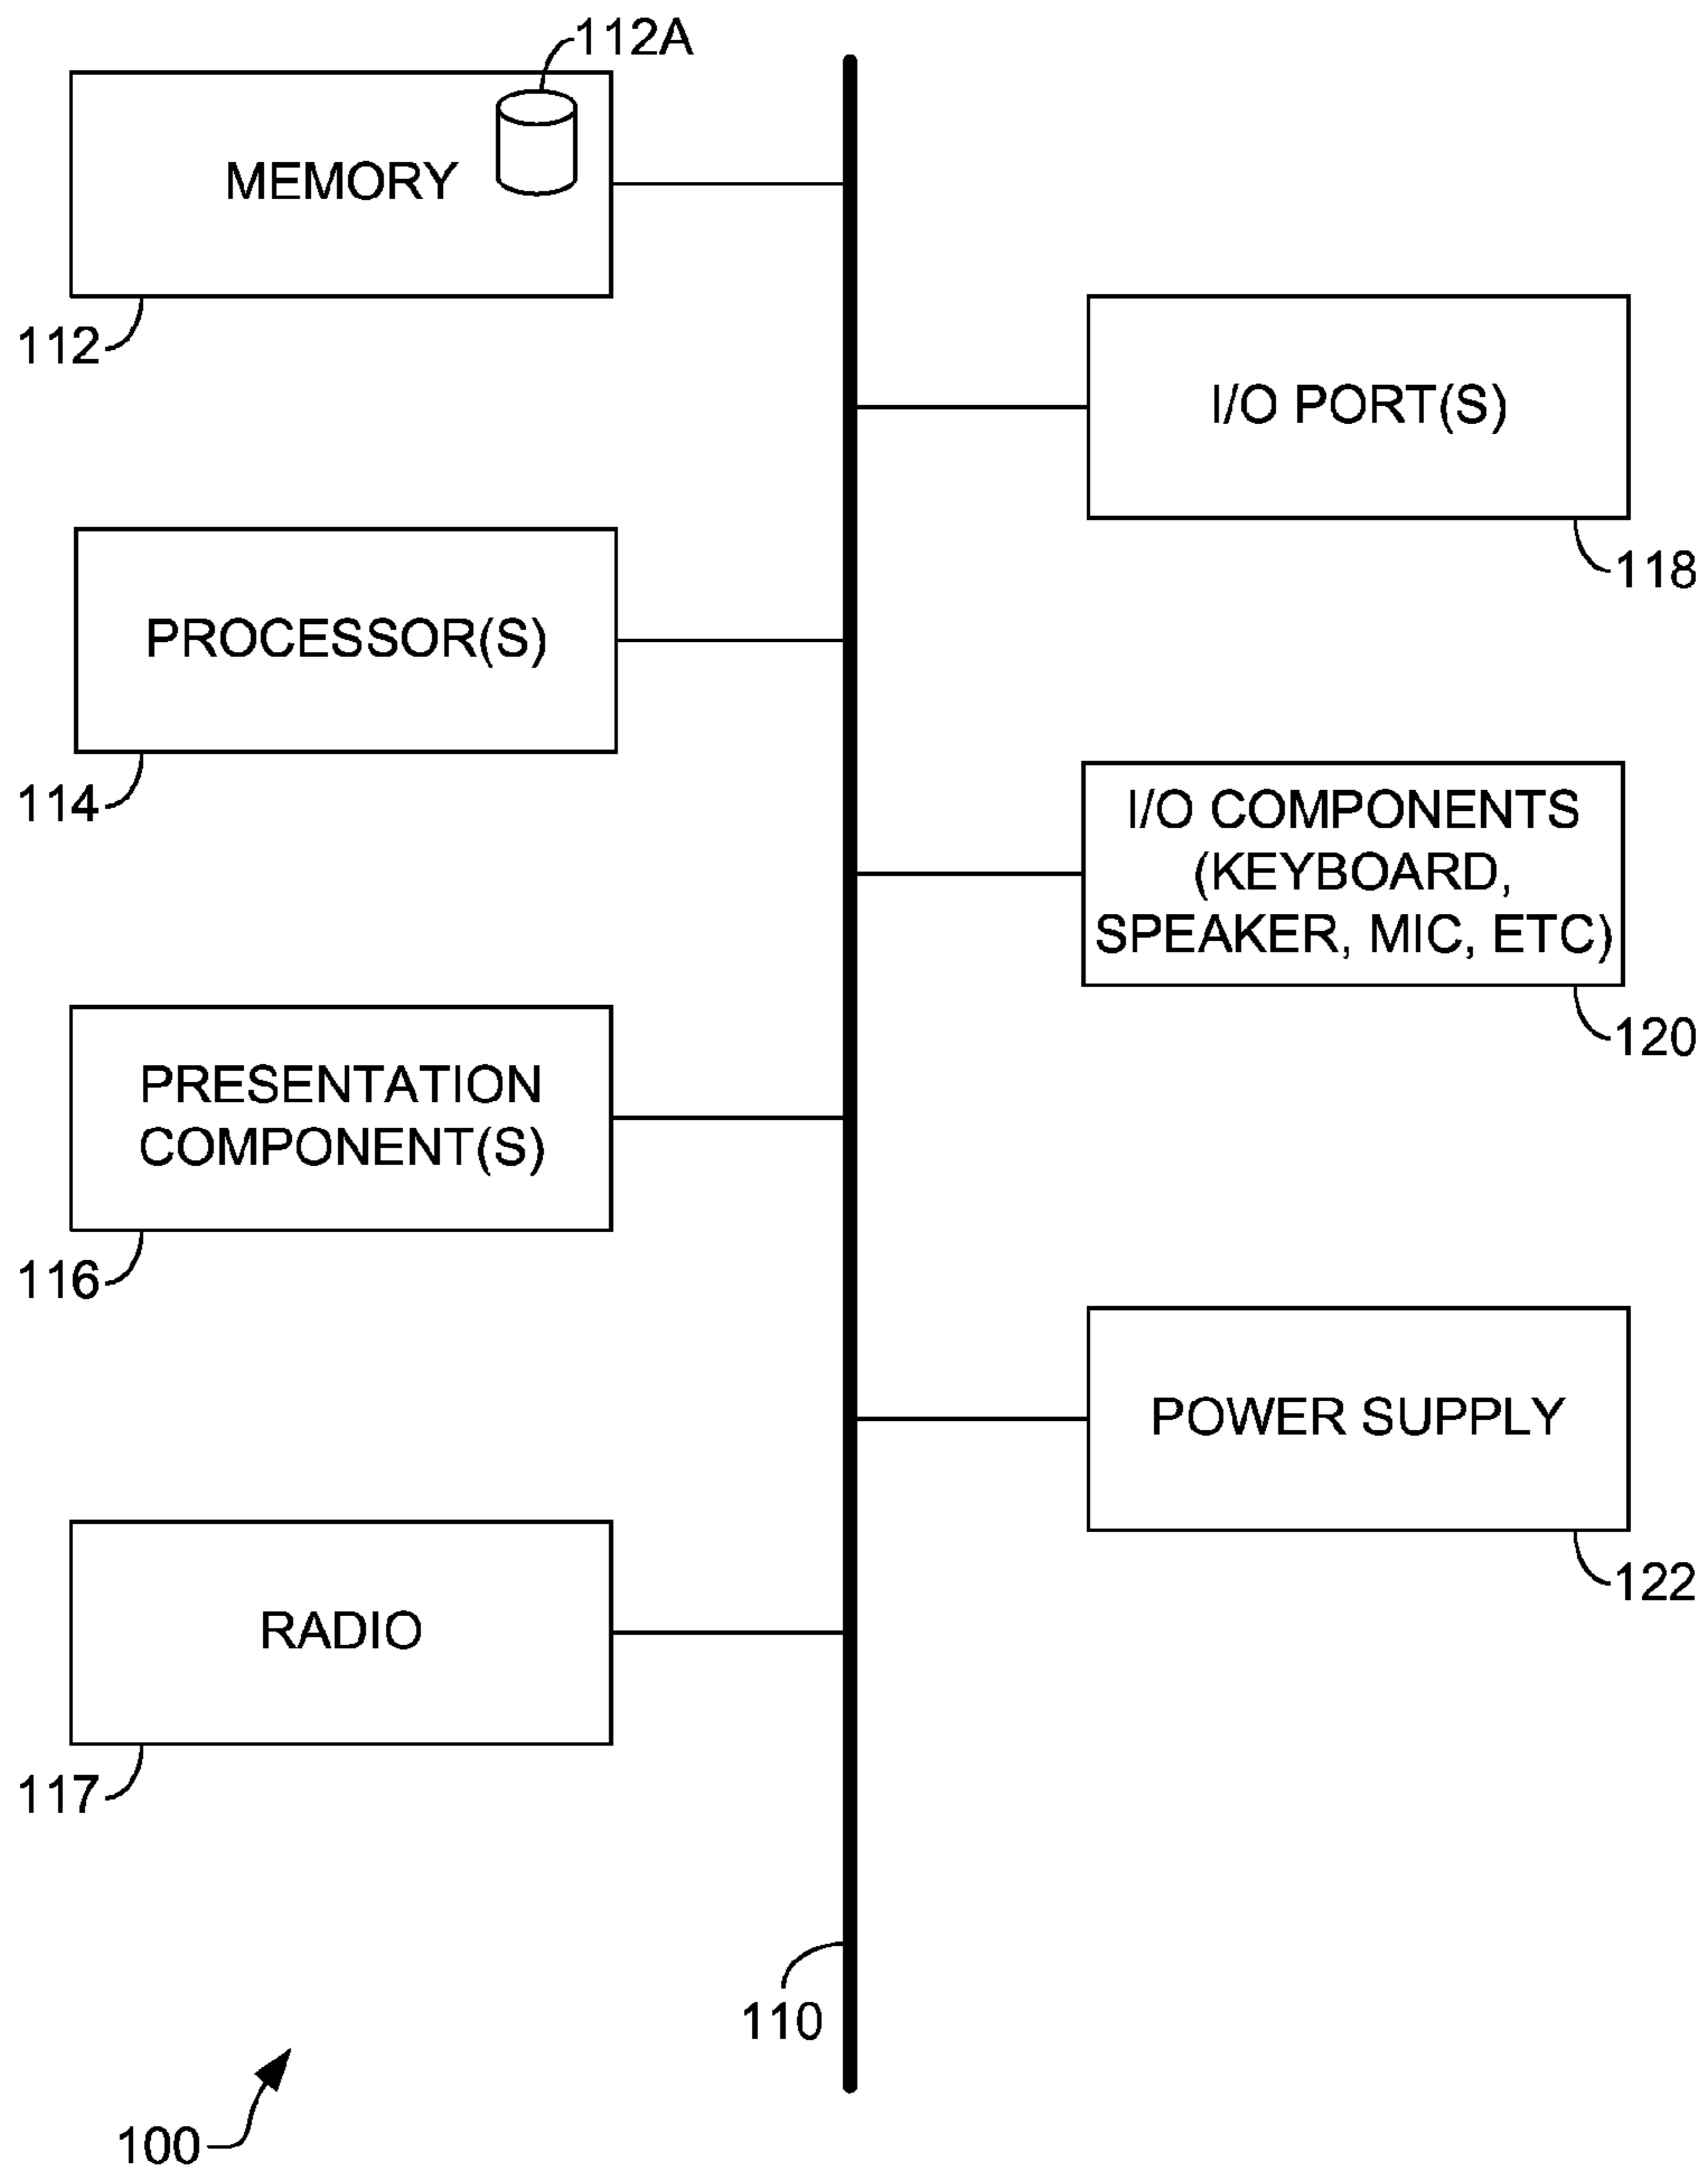 112A
MEMORY
112
I/O PORT(S)
118
PROCESSOR(S)
114
I/O COMPONENTS
(KEYBOARD,
SPEAKER, MIC, ETC)
120
PRESENTATION
COMPONENT(S)
116
POWER SUPPLY
122
RADIO
117
110
100